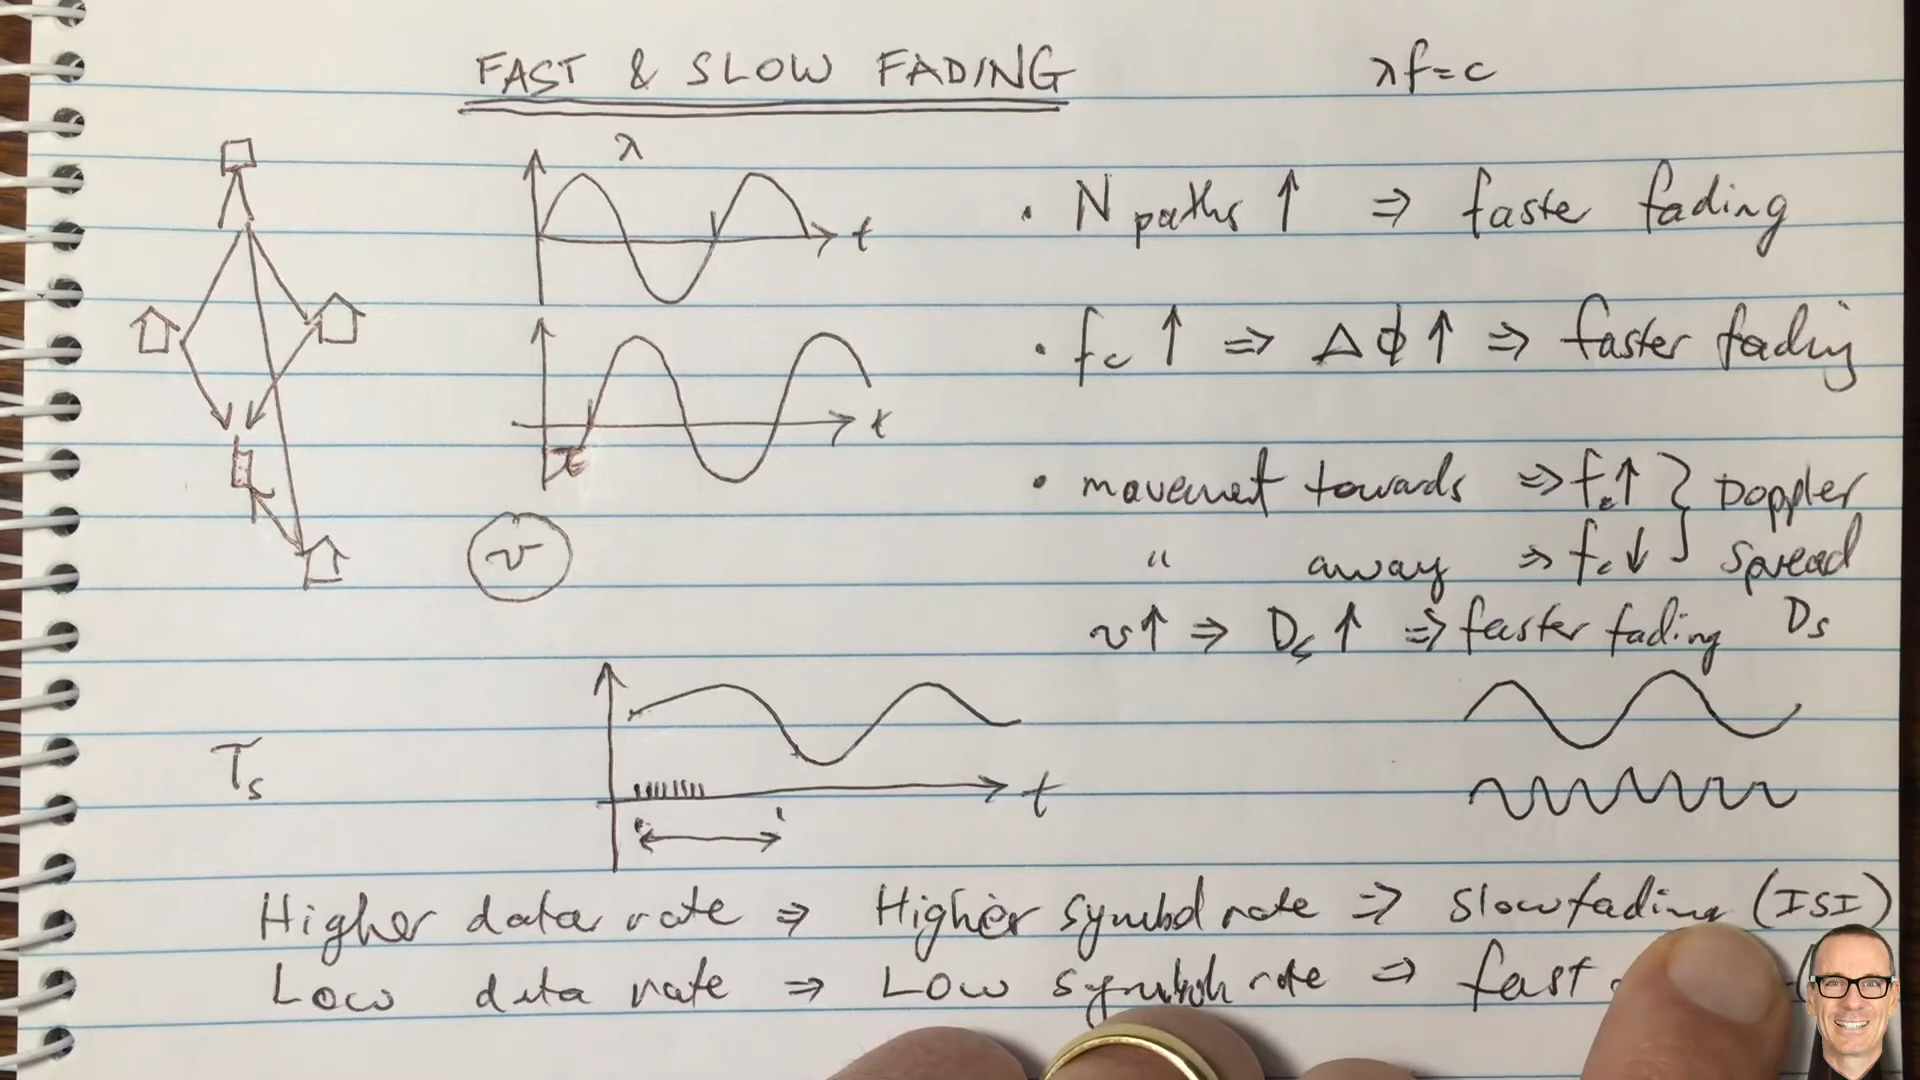 FAST & SLOW FADING
λf=c
λ
t
t
τ
v
• N paths ↑ ⇒ faster fading
• fc ↑ ⇒ Δϕ ↑ ⇒ faster fading
• movement towards ⇒ fc↑ } Doppler
" away ⇒ fc↓ Spread
v↑ ⇒ Ds ↑ ⇒ faster fading Ds
Ts
t
Higher data rate ⇒ Higher symbol rate ⇒ slow fading (ISI)
Low data rate ⇒ Low symbol rate ⇒ fast